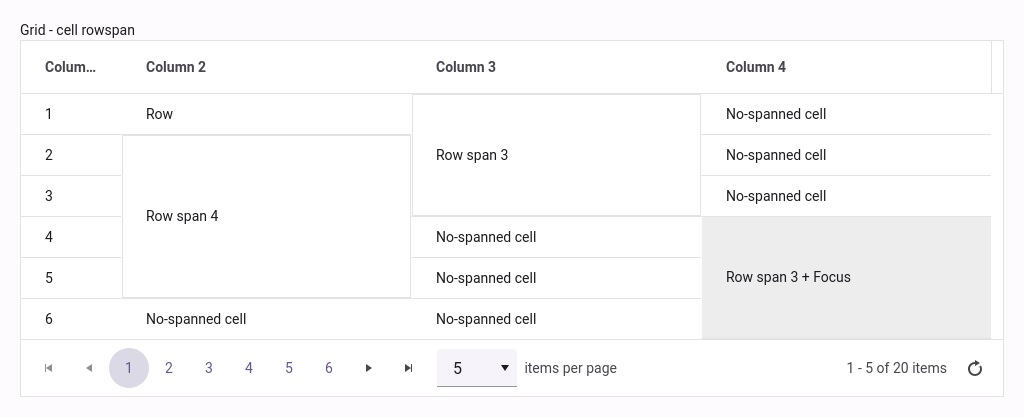 Grid - cell rowspan
Colum... Column 2 Column 3 Column 4
1 Row No-spanned cell
2 Row span 3 No-spanned cell
3 No-spanned cell
Row span 4
4 No-spanned cell
5 No-spanned cell Row span 3 + Focus
6 No-spanned cell No-spanned cell
1 2 3 4 5 6 5 items per page 1 - 5 of 20 items